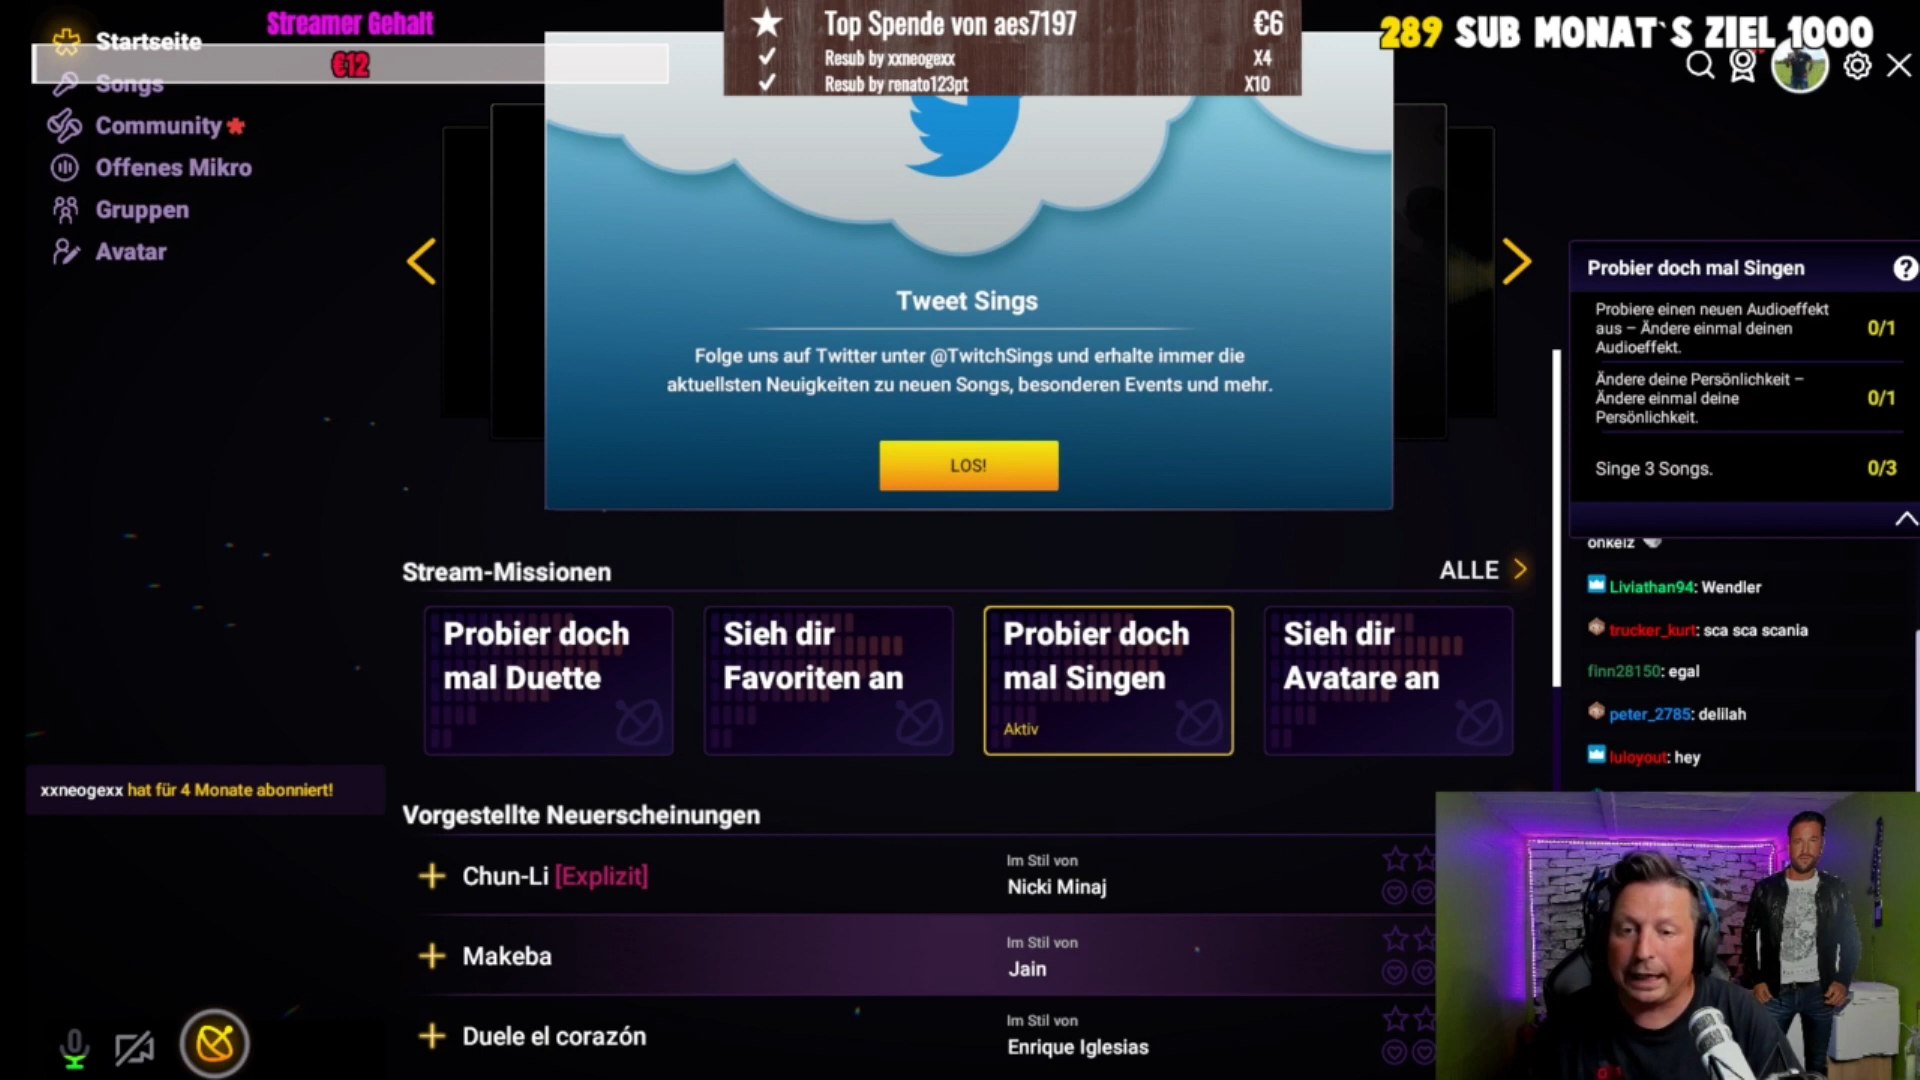 Streamer Gehalt
€12
Startseite
Songs
Community
Offenes Mikro
Gruppen
Avatar
Top Spende von aes7197 €6
Resub by xxneogexx X4
Resub by renato123pt X10
289 SUB MONAT`S ZIEL 1000
Tweet Sings
Folge uns auf Twitter unter @TwitchSings und erhalte immer die
aktuellsten Neuigkeiten zu neuen Songs, besonderen Events und mehr.
LOS!
Probier doch mal Singen ?
Probiere einen neuen Audioeffekt
aus – Ändere einmal deinen
Audioeffekt.
0/1
Ändere deine Persönlichkeit –
Ändere einmal deine
Persönlichkeit.
0/1
Singe 3 Songs. 0/3
onkelz
Liviathan94: Wendler
trucker_kurt: sca sca scania
finn28150: egal
peter_2785: delilah
luloyout: hey
Stream-Missionen
ALLE
Probier doch
mal Duette
Sieh dir
Favoriten an
Probier doch
mal Singen
Aktiv
Sieh dir
Avatare an
xxneogexx hat für 4 Monate abonniert!
Vorgestellte Neuerscheinungen
Chun-Li [Explizit]
Im Stil von
Nicki Minaj
Makeba
Im Stil von
Jain
Duele el corazón
Im Stil von
Enrique Iglesias